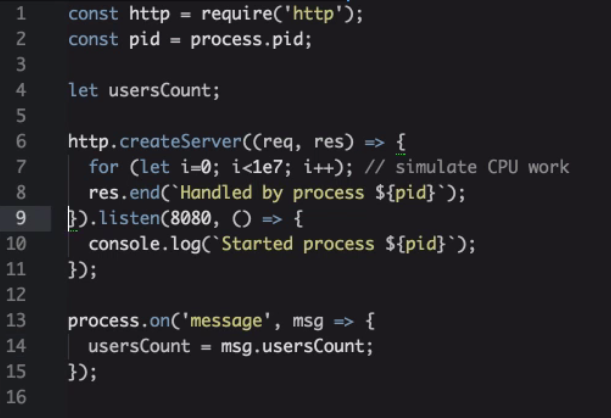 1 const http = require('http');
2 const pid = process.pid;
3
4 let usersCount;
5
6 http.createServer((req, res) => {
7   for (let i=0; i<1e7; i++); // simulate CPU work
8   res.end(`Handled by process ${pid}`);
9 }).listen(8080, () => {
10   console.log(`Started process ${pid}`);
11 });
12
13 process.on('message', msg => {
14   usersCount = msg.usersCount;
15 });
16